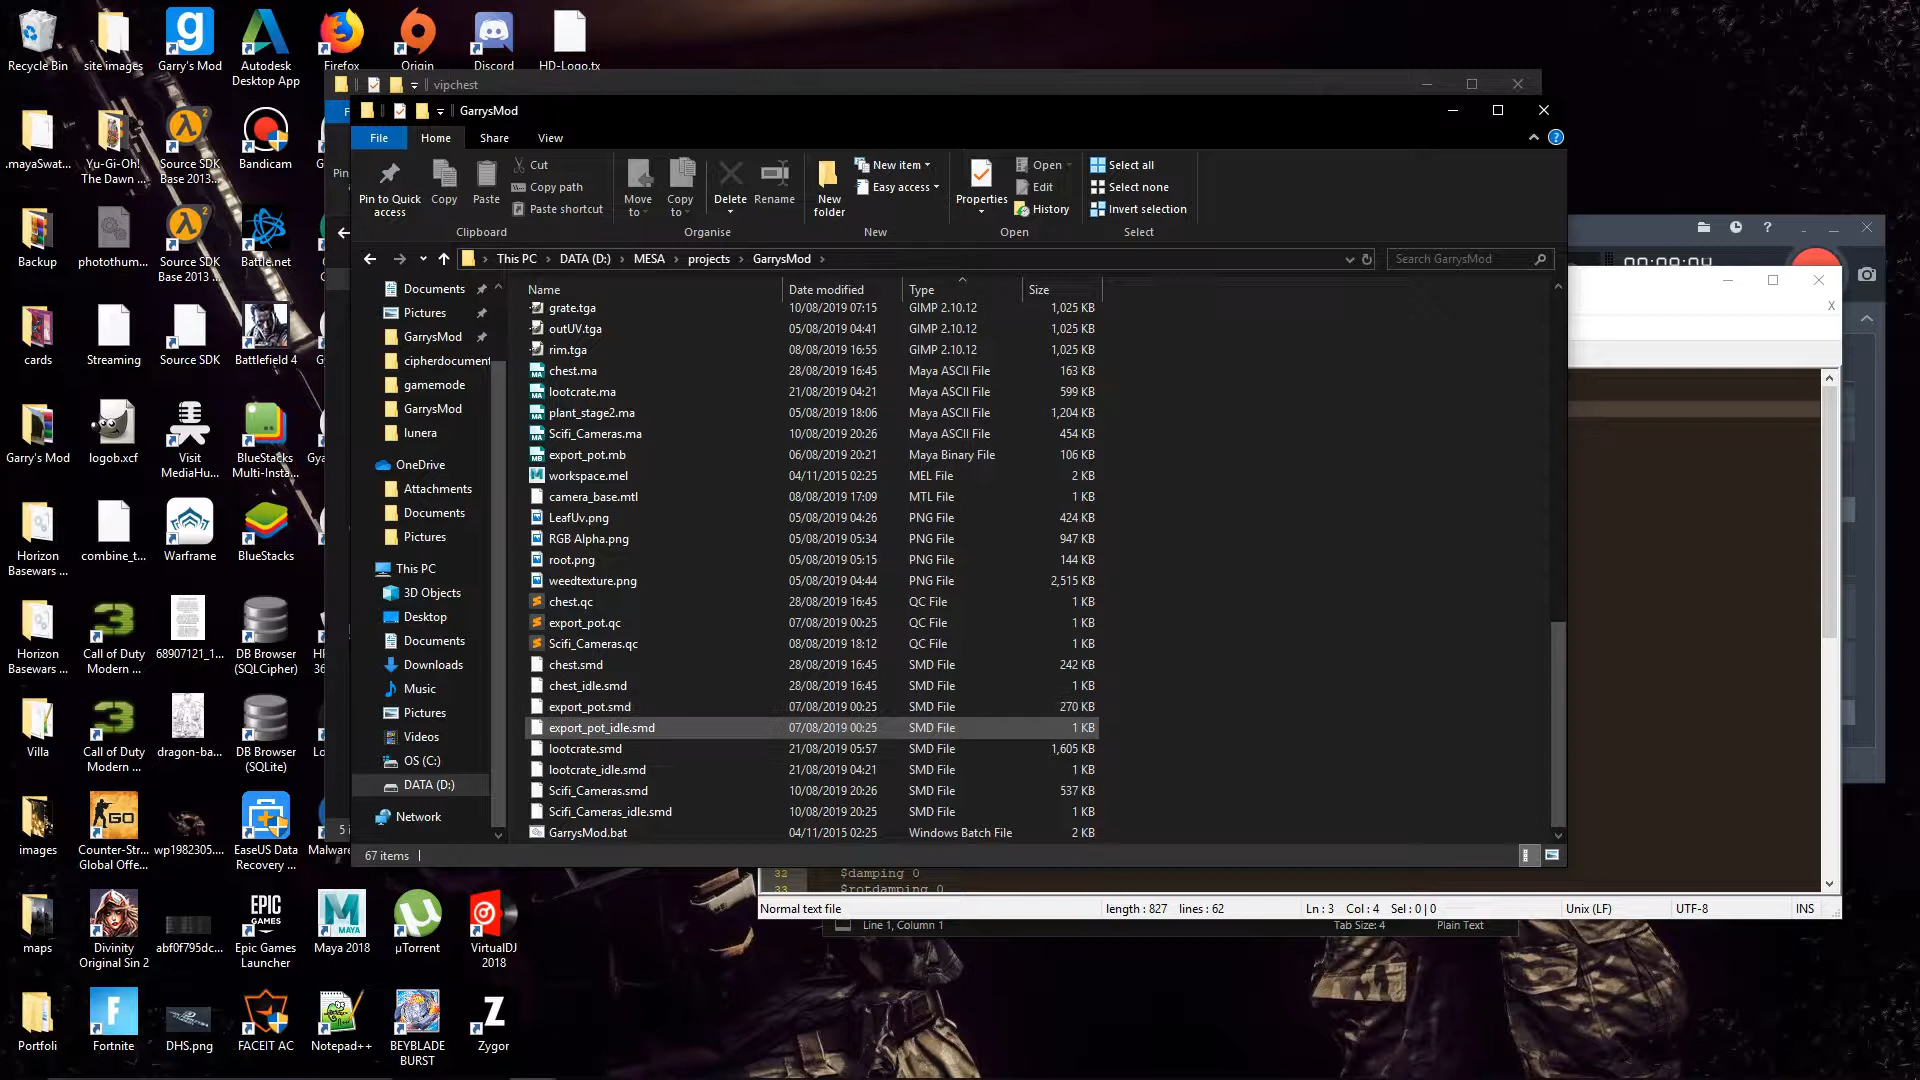 Recycle Bin
site images
Garry's Mod
Autodesk Desktop App
Firefox
Origin
Discord
HD-Logo.tx
.mayaSwat...
Yu-Gi-Oh! The Dawn ...
Source SDK Base 2013...
Bandicam
Backup
photothum...
Source SDK Base 2013 ...
Battle.net
cards
Streaming
Source SDK
Battlefield 4
Garry's Mod
logob.xcf
Visit MediaHu...
BlueStacks Multi-Insta...
Horizon Basewars ...
combine_t...
Warframe
BlueStacks
Horizon Basewars ...
Call of Duty Modern ...
68907121_1...
DB Browser (SQLCipher)
Villa
Call of Duty Modern ...
dragon-ba...
DB Browser (SQLite)
images
Counter-Str... Global Offe...
wp1982305....
EaseUS Data Recovery ...
Malware
maps
Divinity Original Sin 2
abf0f795dc...
Epic Games Launcher
Maya 2018
µTorrent
VirtualDJ 2018
Portfoli
Fortnite
DHS.png
FACEIT AC
Notepad++
BEYBLADE BURST
Zygor
vipchest
GarrysMod
File Home Share View
Pin to Quick access
Copy
Paste
Cut
Copy path
Paste shortcut
Clipboard
Move to
Copy to
Delete
Rename
Organise
New folder
New item
Easy access
New
Properties
Open
Edit
History
Open
Select all
Select none
Invert selection
Select
This PC > DATA (D:) > MESA > projects > GarrysMod >
Search GarrysMod
Documents
Pictures
GarrysMod
cipherdocument
gamemode
GarrysMod
lunera
OneDrive
Attachments
Documents
Pictures
This PC
3D Objects
Desktop
Documents
Downloads
Music
Pictures
Videos
OS (C:)
DATA (D:)
Network
Name Date modified Type Size
grate.tga 10/08/2019 07:15 GIMP 2.10.12 1,025 KB
outUV.tga 05/08/2019 04:41 GIMP 2.10.12 1,025 KB
rim.tga 08/08/2019 16:55 GIMP 2.10.12 1,025 KB
chest.ma 28/08/2019 16:45 Maya ASCII File 163 KB
lootcrate.ma 21/08/2019 04:21 Maya ASCII File 599 KB
plant_stage2.ma 05/08/2019 18:06 Maya ASCII File 1,204 KB
Scifi_Cameras.ma 10/08/2019 20:26 Maya ASCII File 454 KB
export_pot.mb 06/08/2019 20:21 Maya Binary File 106 KB
workspace.mel 04/11/2015 02:25 MEL File 2 KB
camera_base.mtl 08/08/2019 17:09 MTL File 1 KB
LeafUv.png 05/08/2019 04:26 PNG File 424 KB
RGB Alpha.png 05/08/2019 05:34 PNG File 947 KB
root.png 05/08/2019 05:15 PNG File 144 KB
weedtexture.png 05/08/2019 04:44 PNG File 2,515 KB
chest.qc 28/08/2019 16:45 QC File 1 KB
export_pot.qc 07/08/2019 00:25 QC File 1 KB
Scifi_Cameras.qc 08/08/2019 18:12 QC File 1 KB
chest.smd 28/08/2019 16:45 SMD File 242 KB
chest_idle.smd 28/08/2019 16:45 SMD File 1 KB
export_pot.smd 07/08/2019 00:25 SMD File 270 KB
export_pot_idle.smd 07/08/2019 00:25 SMD File 1 KB
lootcrate.smd 21/08/2019 05:57 SMD File 1,605 KB
lootcrate_idle.smd 21/08/2019 04:21 SMD File 1 KB
Scifi_Cameras.smd 10/08/2019 20:26 SMD File 537 KB
Scifi_Cameras_idle.smd 10/08/2019 20:25 SMD File 1 KB
GarrysMod.bat 04/11/2015 02:25 Windows Batch File 2 KB
67 items
32 $damping 0
33 $rotdamping 0
Normal text file length : 827 lines : 62 Ln : 3 Col : 4 Sel : 0 | 0 Unix (LF) UTF-8 INS
Line 1, Column 1 Tab Size: 4 Plain Text